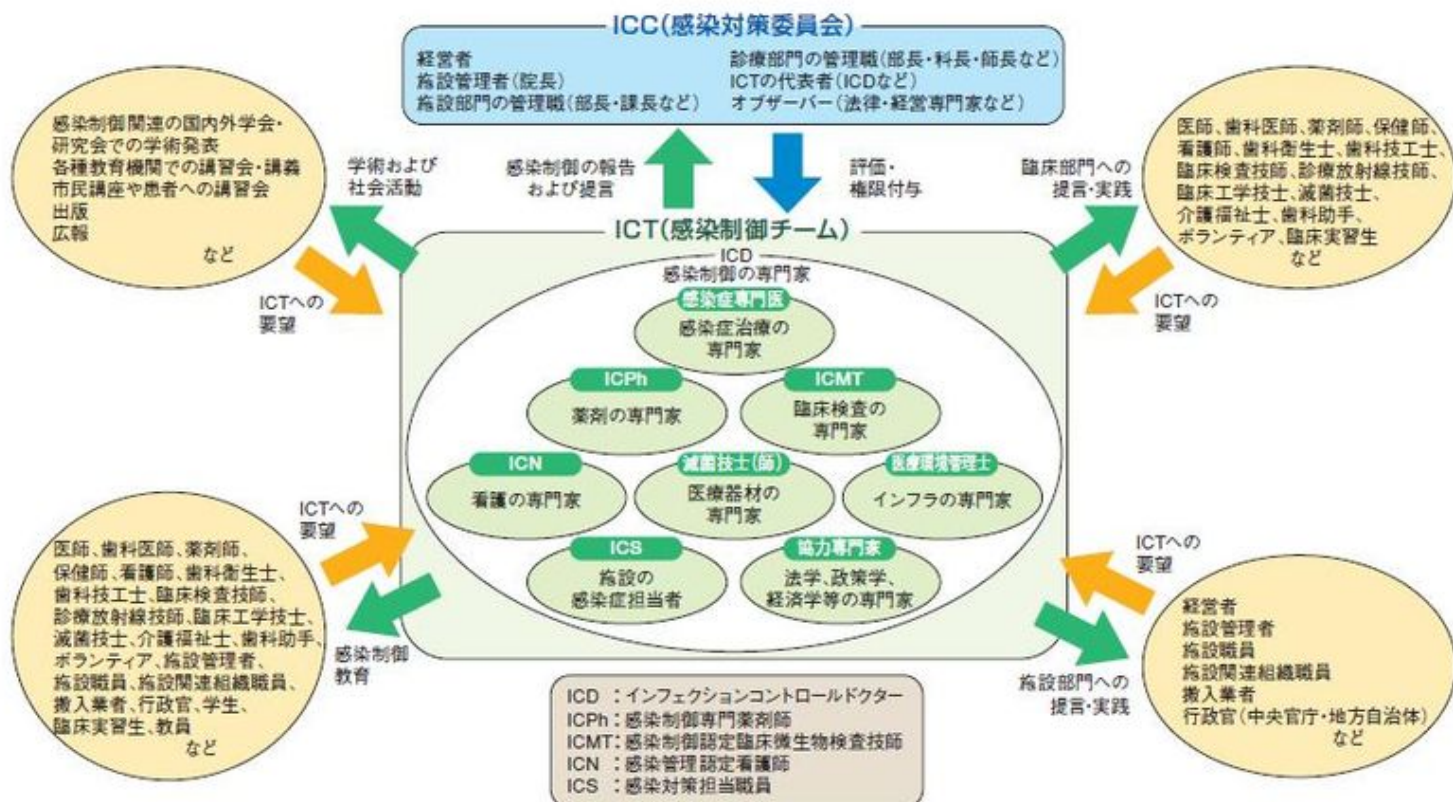 ICC(感染対策委員会)
経営者
施設管理者(院長)
施設部門の管理職(部長・課長など)
診療部門の管理職(部長・科長・師長など)
ICTの代表者(ICDなど)
オブザーバー(法律・経営専門家など)
感染制御関連の国内外学会・
研究会での学術発表
各種教育機関での講習会・講義
市民講座や患者への講習会
出版
広報
など
学術および
社会活動
感染制御の報告
および提言
評価・
権限付与
臨床部門への
提言・実践
医師、歯科医師、薬剤師、保健師、
看護師、歯科衛生士、歯科技工士、
臨床検査技師、診療放射線技師、
臨床工学技士、滅菌技士、
介護福祉士、歯科助手、
ボランティア、臨床実習生
など
ICTへの
要望
ICTへの
要望
ICT(感染制御チーム)
ICD
感染制御の専門家
感染症専門医
感染症治療の
専門家
ICPh
薬剤の専門家
ICMT
臨床検査の
専門家
ICN
看護の専門家
滅菌技士(師)
医療器材の
専門家
医療環境管理士
インフラの専門家
ICS
施設の
感染症担当者
協力専門家
法学、政策学、
経済学等の専門家
ICTへの
要望
医師、歯科医師、薬剤師、
保健師、看護師、歯科衛生士、
歯科技工士、臨床検査技師、
診療放射線技師、臨床工学技士、
滅菌技士、介護福祉士、歯科助手、
ボランティア、施設管理者、
施設職員、施設関連組織職員、
搬入業者、行政官、学生、
臨床実習生、教員
など
感染制御
教育
ICTへの
要望
経営者
施設管理者
施設職員
施設関連組織職員
搬入業者
行政官(中央官庁・地方自治体)
など
施設部門への
提言・実践
ICD :インフェクションコントロールドクター
ICPh:感染制御専門薬剤師
ICMT:感染制御認定臨床微生物検査技師
ICN :感染管理認定看護師
ICS :感染対策担当職員